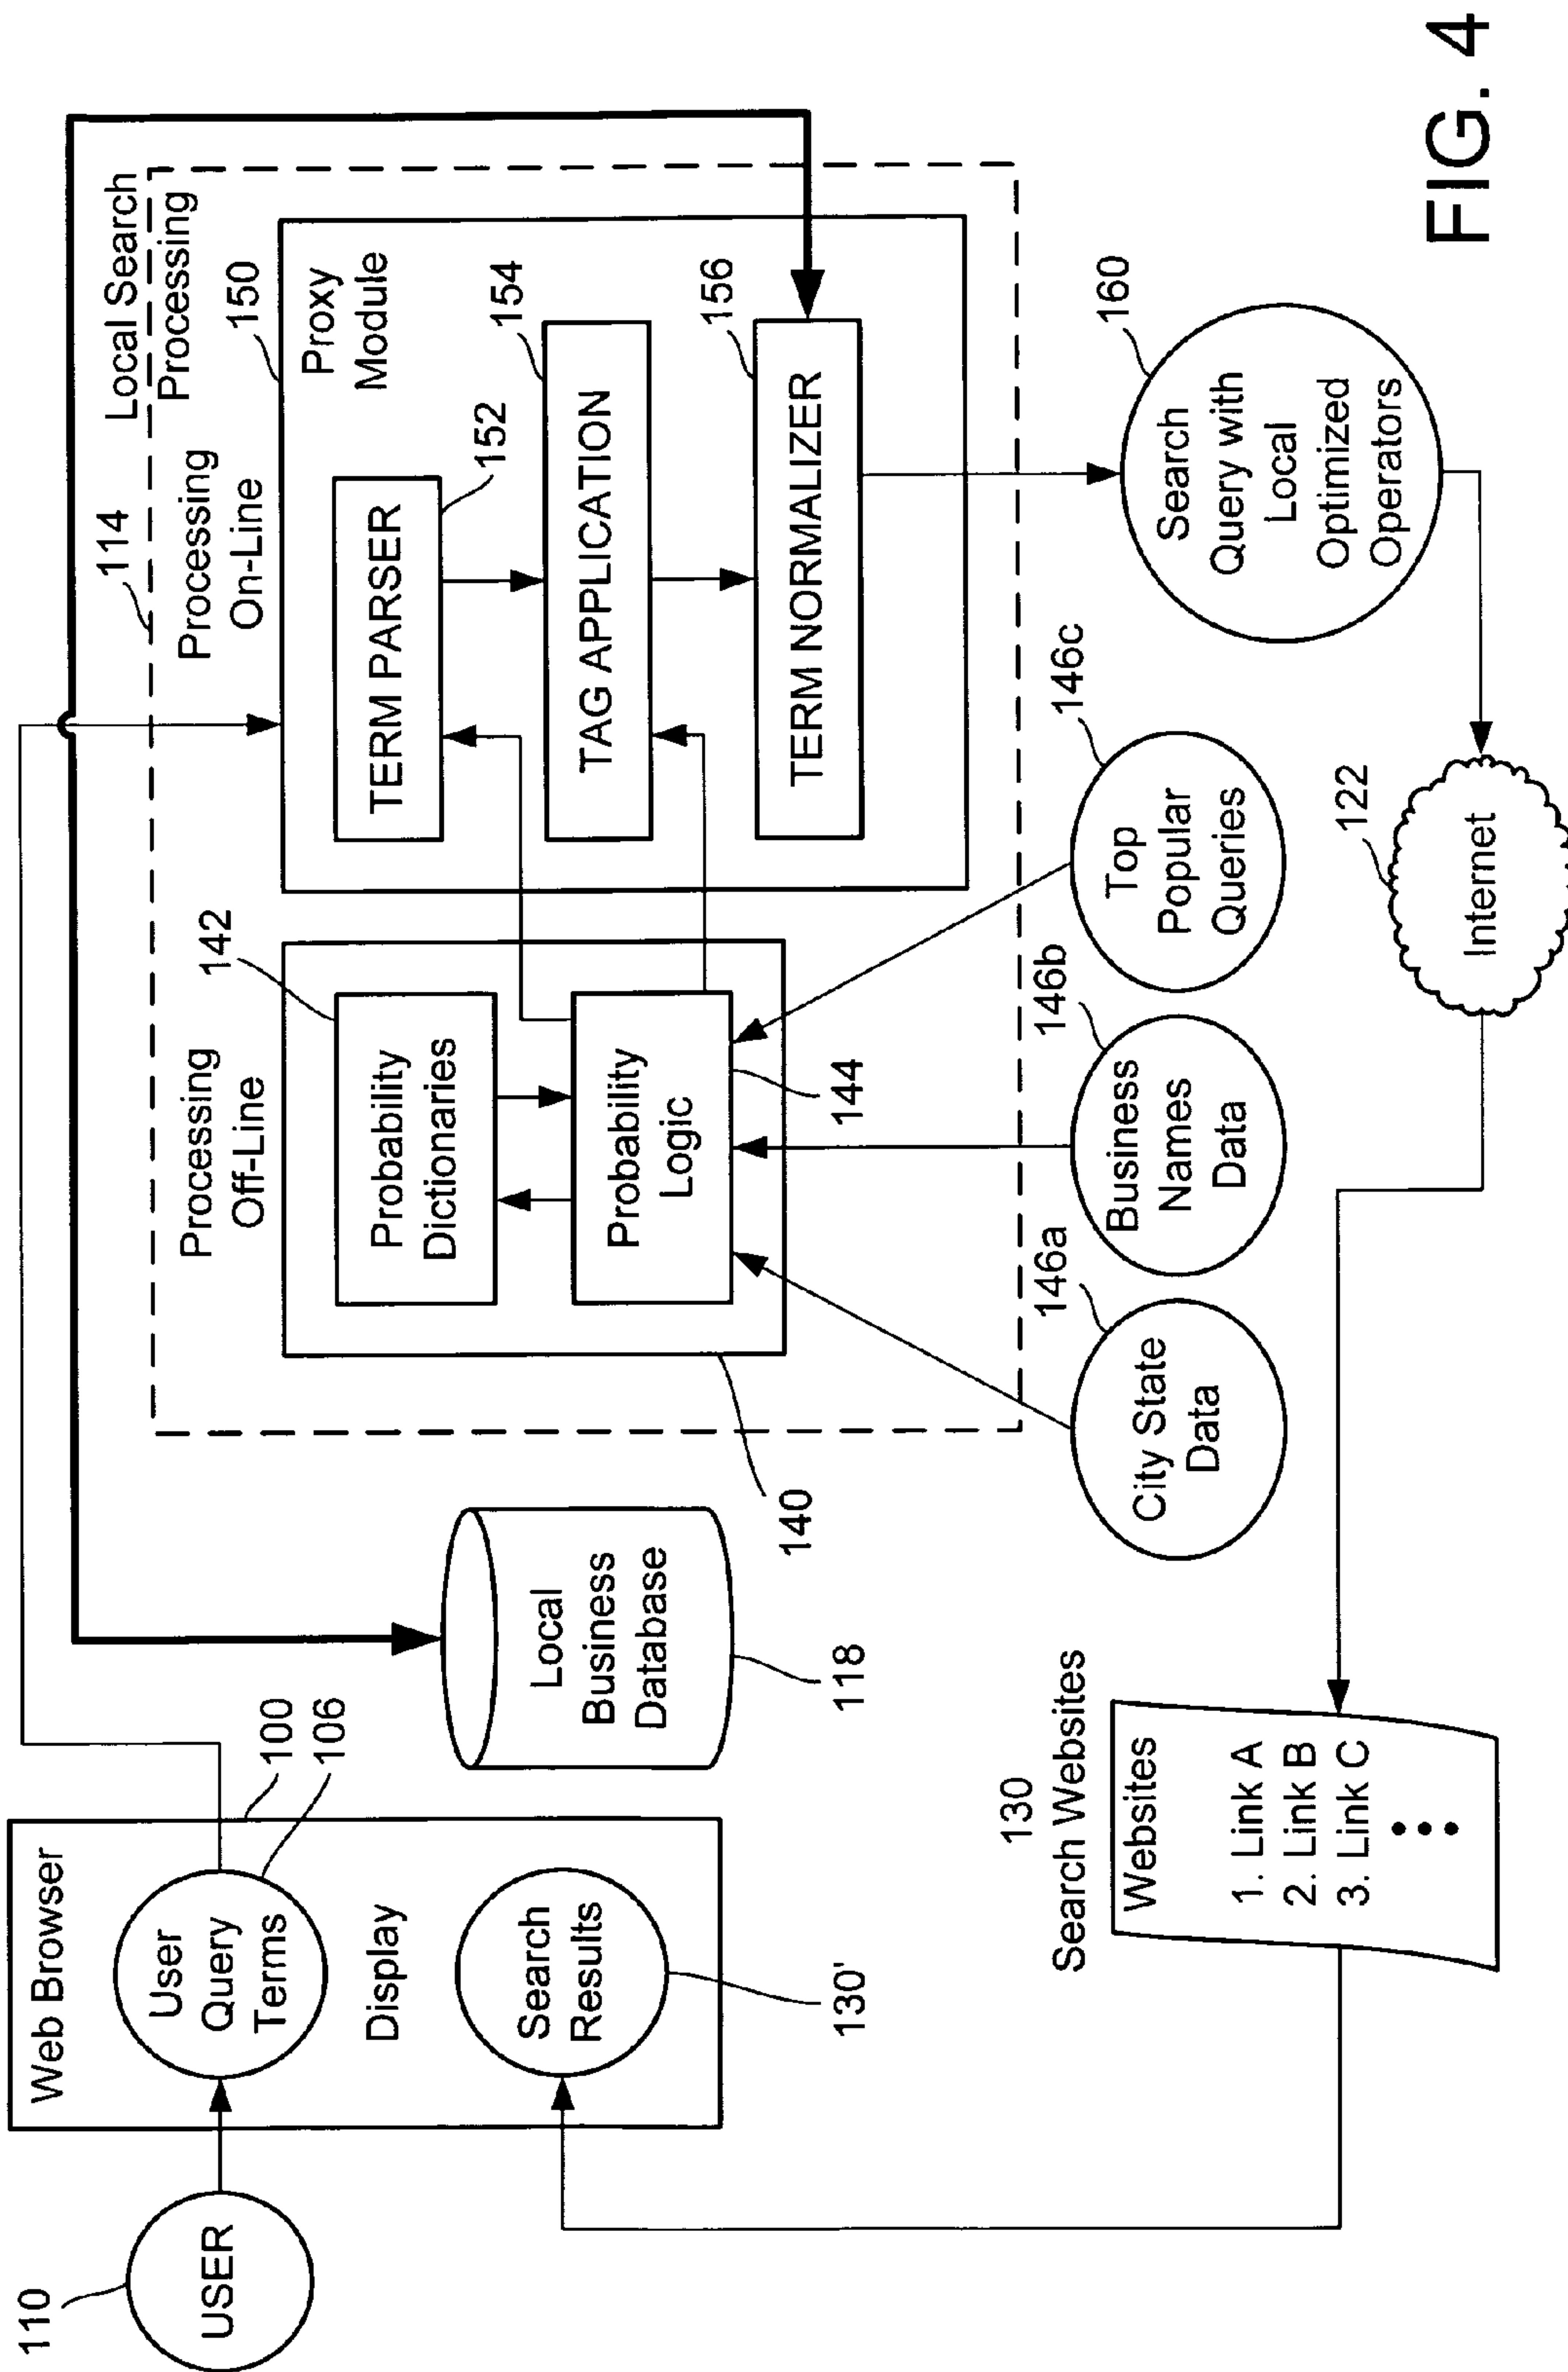 110
USER
Web Browser
User
Query
Terms
Display
Search
Results
100
106
130'
Local
Business
Database
118
114
Local Search
Processing
Processing
Off-Line
142
Probability
Dictionaries
Probability
Logic
144
140
Processing
On-Line
150
Proxy
Module
TERM PARSER
152
154
TAG APPLICATION
156
TERM NORMALIZER
146a
City State
Data
146b
Business
Names
Data
146c
Top
Popular
Queries
160
Search
Query with
Local
Optimized
Operators
122
Internet
130
Search Websites
Websites
1. Link A
2. Link B
3. Link C
FIG. 4